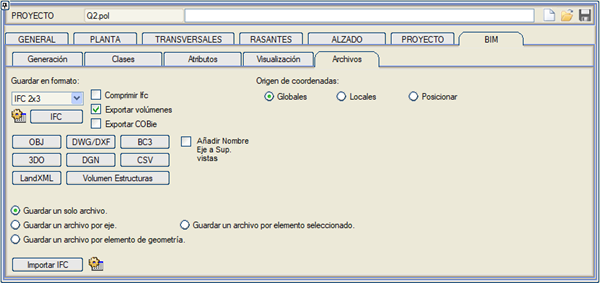 PROYECTO Q2.pol
GENERAL PLANTA TRANSVERSALES RASANTES ALZADO PROYECTO BIM
Generación Clases Atributos Visualización Archivos
Guardar en formato: Origen de coordenadas:
IFC 2x3 Comprimir Ifc Globales Locales Posicionar
IFC Exportar volúmenes
Exportar COBie
OBJ DWG/DXF BC3 Añadir Nombre
Eje a Sup.
3DO DGN CSV vistas
LandXML Volumen Estructuras
Guardar un solo archivo.
Guardar un archivo por eje. Guardar un archivo por elemento seleccionado.
Guardar un archivo por elemento de geometría.
Importar IFC